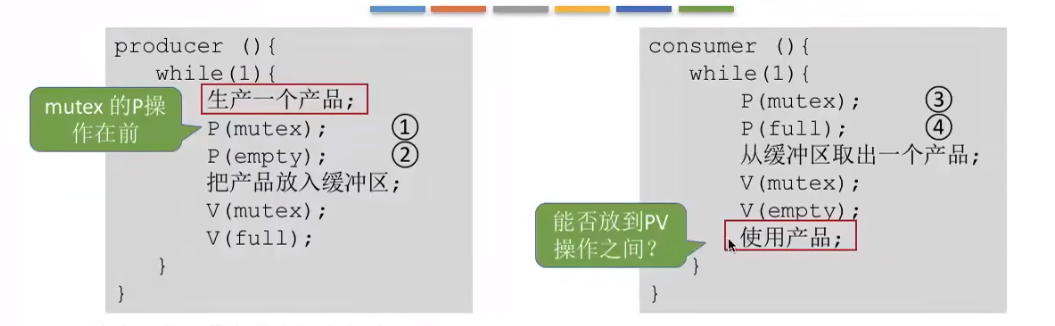 producer (){
while(1){
生产一个产品;
mutex 的P操
作在前
P(mutex); ①
P(empty); ②
把产品放入缓冲区;
V(mutex);
V(full);
}
}
consumer (){
while(1){
P(mutex); ③
P(full); ④
从缓冲区取出一个产品;
V(mutex);
V(empty);
能否放到PV
操作之间？
使用产品;
}
}